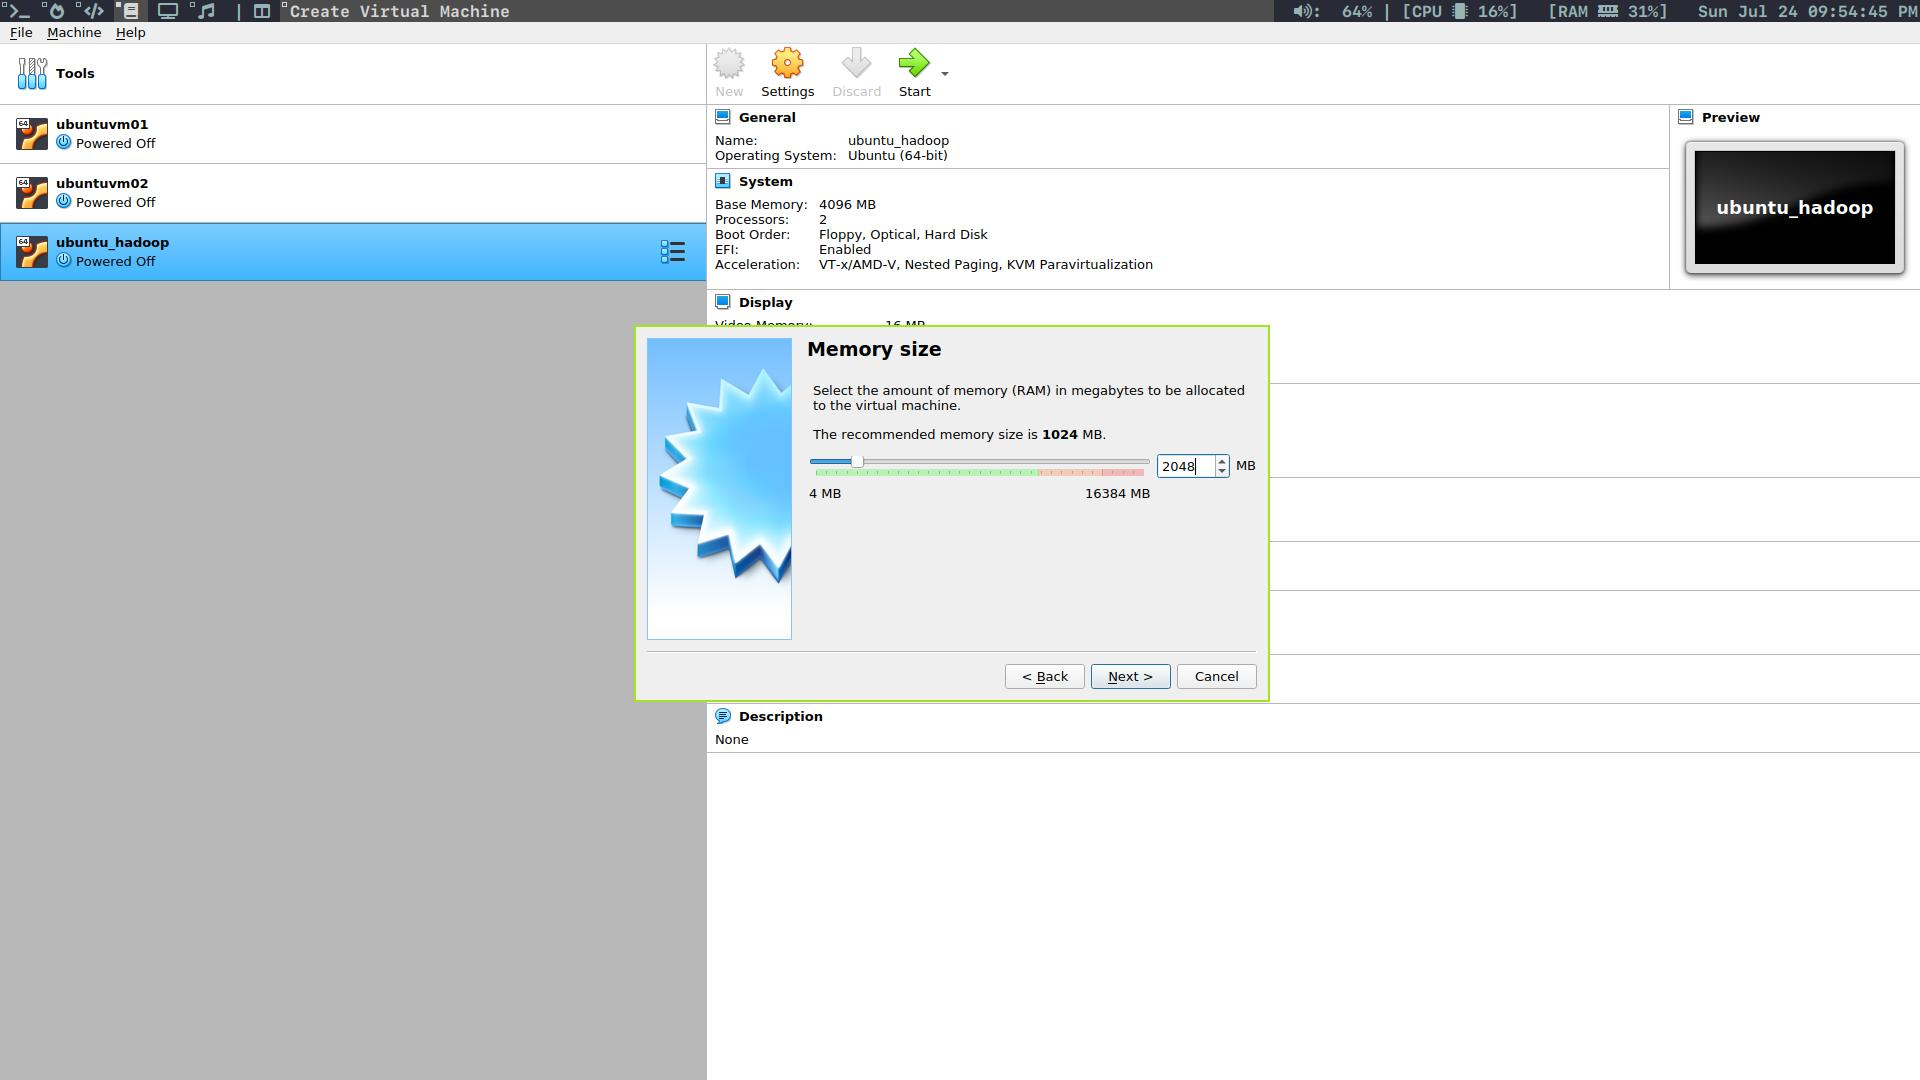 Create Virtual Machine
64% | [CPU 16%] [RAM 31%] Sun Jul 24 09:54:45 PM
File Machine Help
Tools
New Settings Discard Start
64
ubuntuvm01
Powered Off
64
ubuntuvm02
Powered Off
64
ubuntu_hadoop
Powered Off
General
Name: ubuntu_hadoop
Operating System: Ubuntu (64-bit)
Preview
ubuntu_hadoop
System
Base Memory: 4096 MB
Processors: 2
Boot Order: Floppy, Optical, Hard Disk
EFI: Enabled
Acceleration: VT-x/AMD-V, Nested Paging, KVM Paravirtualization
Display
Video Memory: 16 MB
Memory size
Select the amount of memory (RAM) in megabytes to be allocated
to the virtual machine.
The recommended memory size is 1024 MB.
2048 MB
4 MB 16384 MB
< Back Next > Cancel
Description
None